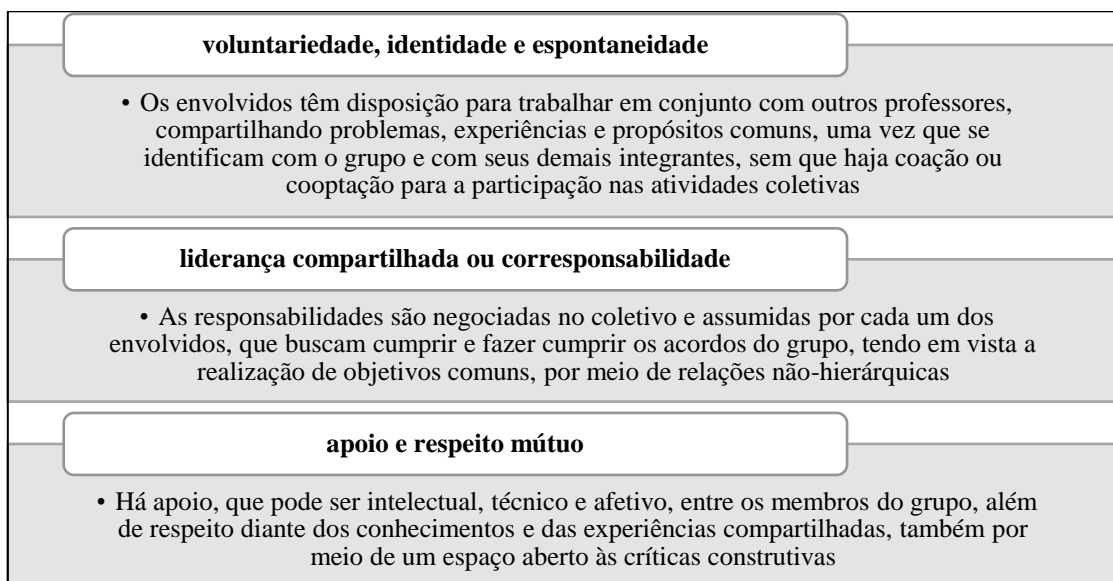 voluntariedade, identidade e espontaneidade
• Os envolvidos têm disposição para trabalhar em conjunto com outros professores,
compartilhando problemas, experiências e propósitos comuns, uma vez que se
identificam com o grupo e com seus demais integrantes, sem que haja coação ou
cooptação para a participação nas atividades coletivas
liderança compartilhada ou corresponsabilidade
• As responsabilidades são negociadas no coletivo e assumidas por cada um dos
envolvidos, que buscam cumprir e fazer cumprir os acordos do grupo, tendo em vista a
realização de objetivos comuns, por meio de relações não-hierárquicas
apoio e respeito mútuo
• Há apoio, que pode ser intelectual, técnico e afetivo, entre os membros do grupo, além
de respeito diante dos conhecimentos e das experiências compartilhadas, também por
meio de um espaço aberto às críticas construtivas